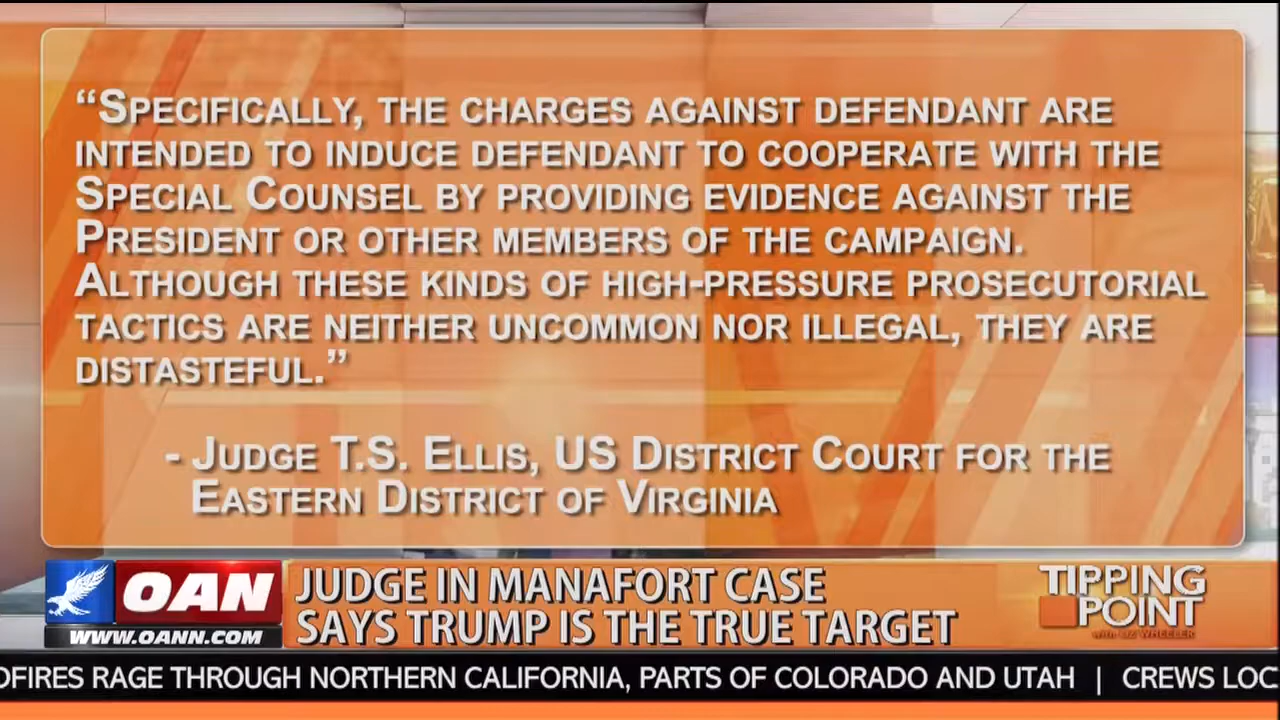 “SPECIFICALLY, THE CHARGES AGAINST DEFENDANT ARE
INTENDED TO INDUCE DEFENDANT TO COOPERATE WITH THE
SPECIAL COUNSEL BY PROVIDING EVIDENCE AGAINST THE
PRESIDENT OR OTHER MEMBERS OF THE CAMPAIGN.
ALTHOUGH THESE KINDS OF HIGH-PRESSURE PROSECUTORIAL
TACTICS ARE NEITHER UNCOMMON NOR ILLEGAL, THEY ARE
DISTASTEFUL.”
- JUDGE T.S. ELLIS, US DISTRICT COURT FOR THE
EASTERN DISTRICT OF VIRGINIA
OAN
WWW.OANN.COM
JUDGE IN MANAFORT CASE
SAYS TRUMP IS THE TRUE TARGET
TIPPING
POINT
with LIZ WHEELER
DFIRES RAGE THROUGH NORTHERN CALIFORNIA, PARTS OF COLORADO AND UTAH | CREWS LOC